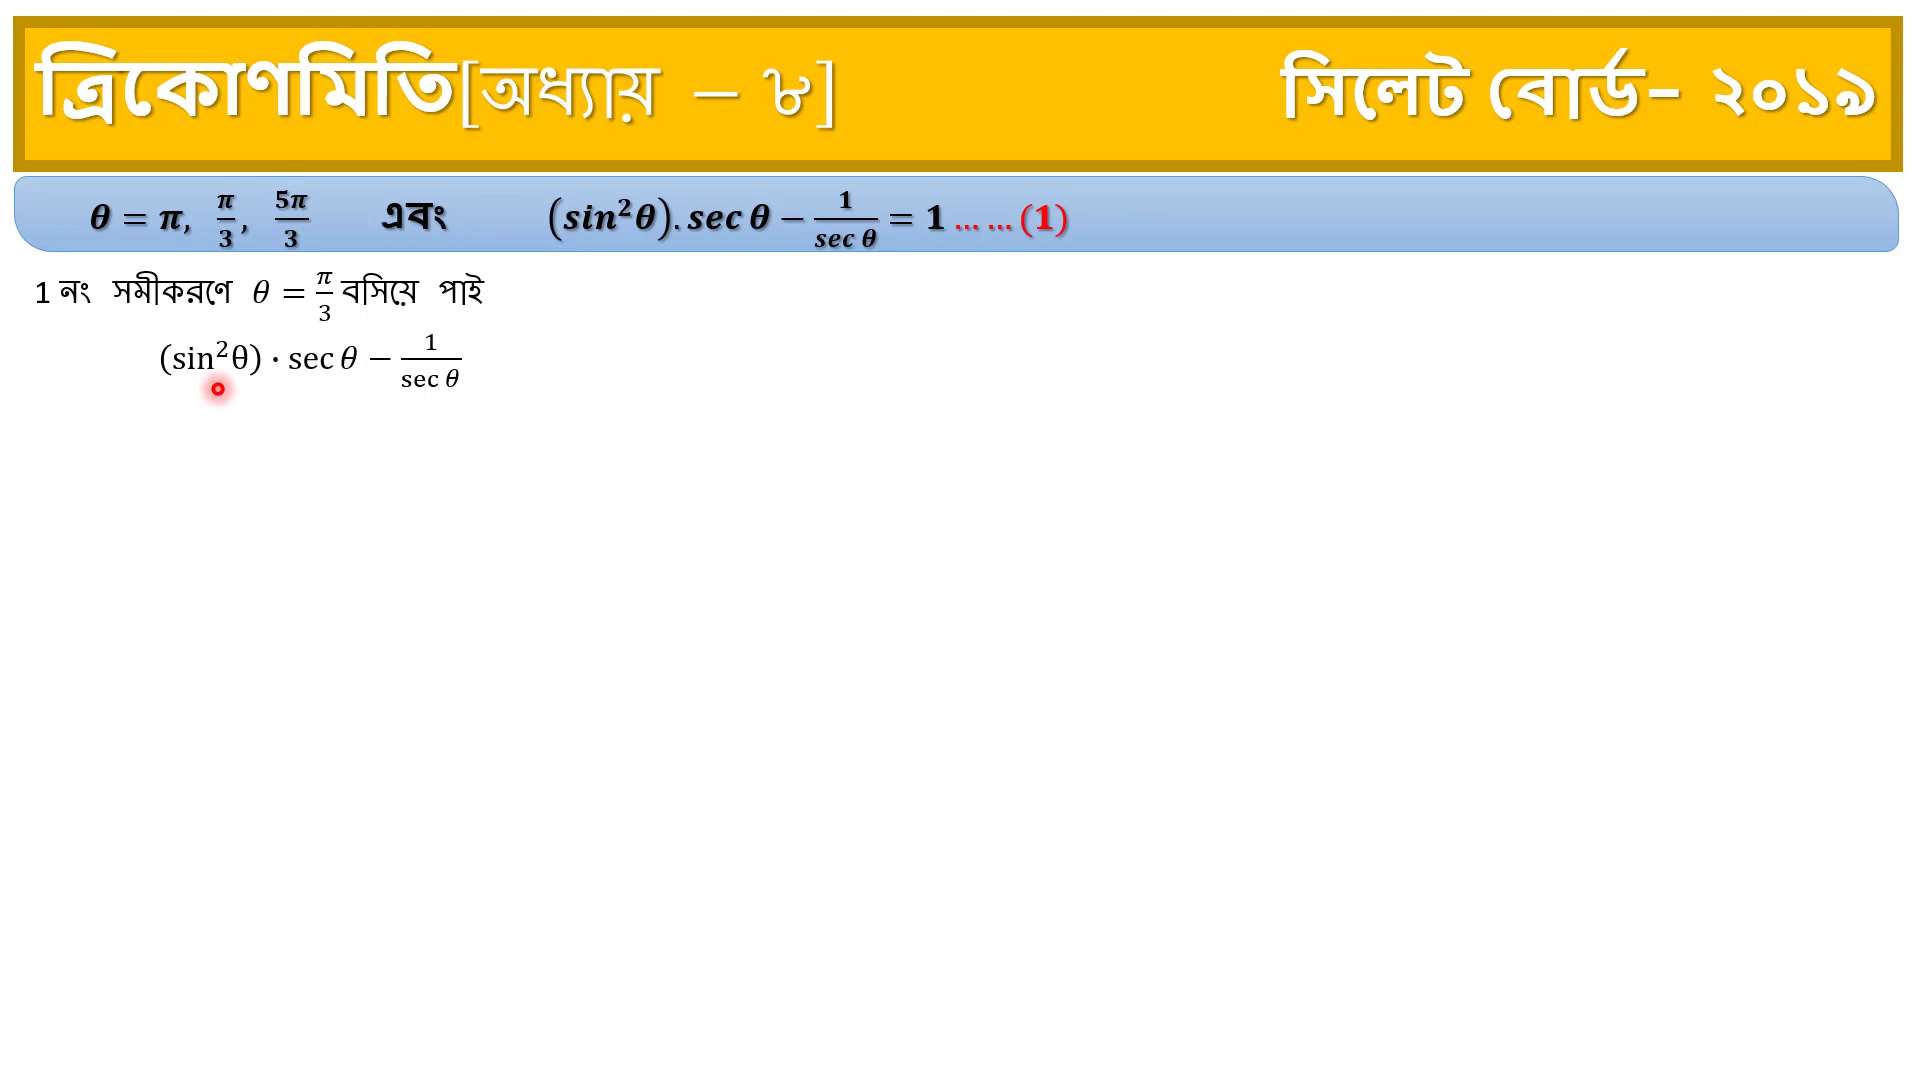 ত্রিকোণমিতি[অধ্যায় – ৮] সিলেট বোর্ড– ২০১৯
θ = π, π/3, 5π/3 এবং (sin²θ).sec θ − 1/sec θ = 1 … … (1)
1 নং সমীকরণে θ = π/3 বসিয়ে পাই
(sin²θ) · sec θ − 1/sec θ